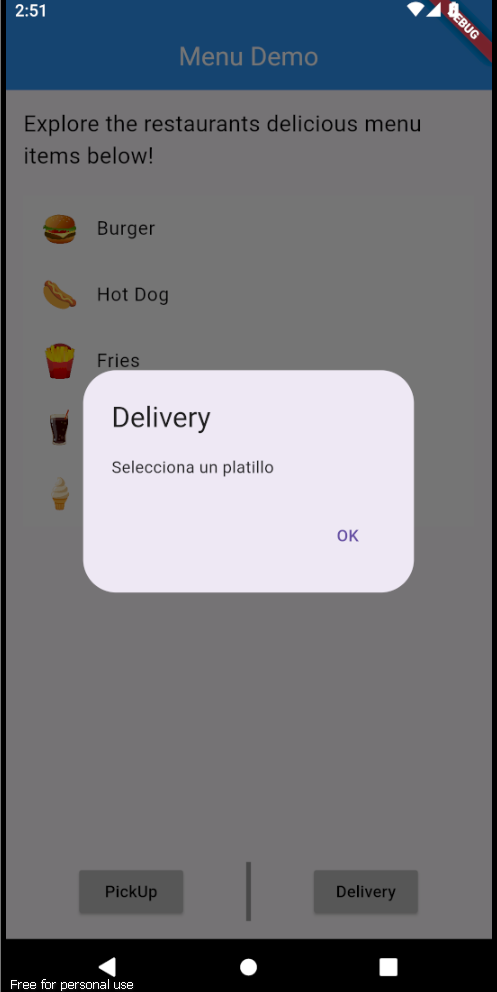 2:51
DEBUG
Menu Demo
Explore the restaurants delicious menu
items below!
Burger
Hot Dog
Fries
Delivery
Selecciona un platillo
OK
PickUp
Delivery
Free for personal use